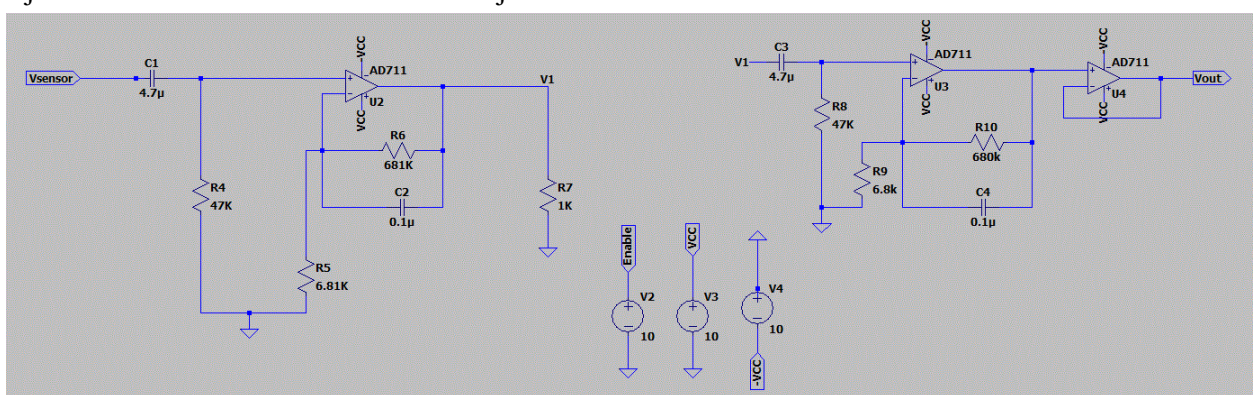 Vsensor
C1
4.7µ
R4
47K
-VCC
AD711
U2
VCC
R6
681K
C2
0.1µ
R5
6.81K
V1
R7
1K
Enable
V2
10
VCC
V3
10
V4
10
-VCC
V1
C3
4.7µ
R8
47K
-VCC
AD711
U3
VCC
R9
6.8k
R10
680k
C4
0.1µ
-VCC
AD711
U4
VCC
Vout